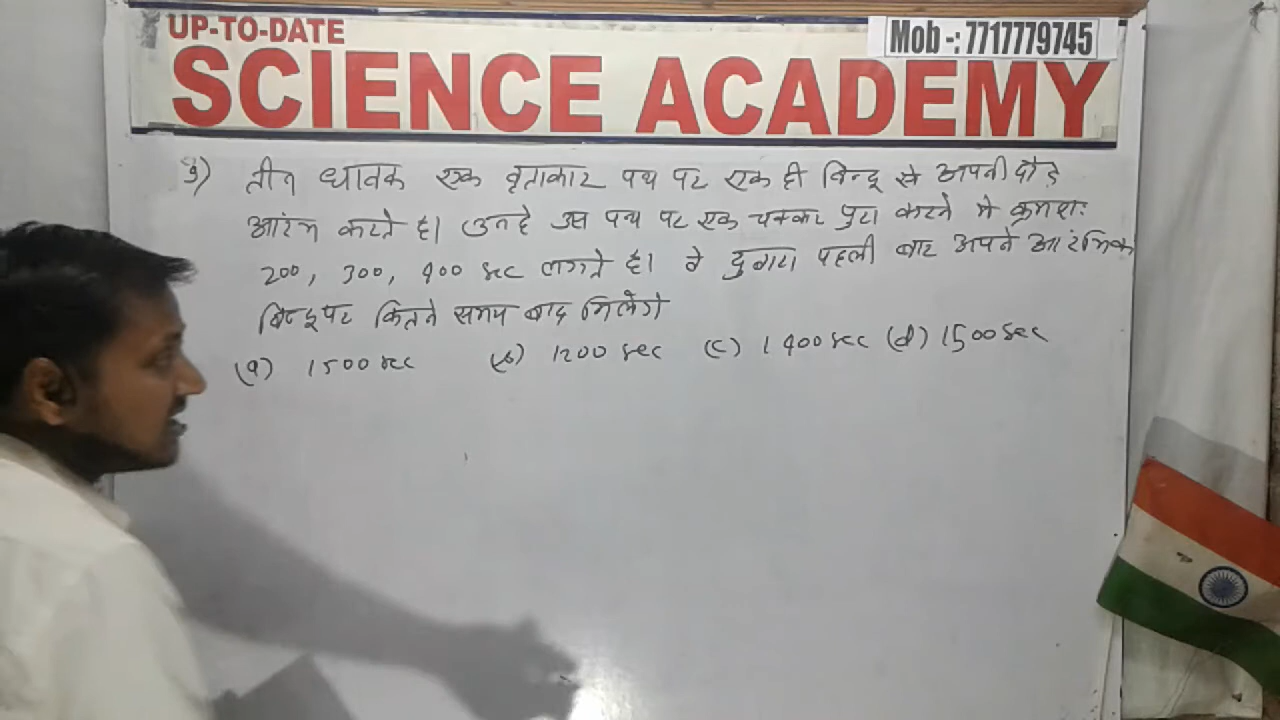 UP-TO-DATE
Mob -: 7717779745
SCIENCE ACADEMY
3) तीन धावक एक वृताकार पथ पर एक ही बिन्दू से अपनी दौड़
आरंभ करते है। उनहे उस पथ पर एक चक्कर पुरा करने मे क्रमशः
200, 300, 400 sec लगते है। वे दुबारा पहली बार अपने आरंभिक
बिन्दू पर कितने समय बाद मिलेगे
(a) 1500 sec (b) 1200 sec (c) 1400 sec (d) 1500 sec